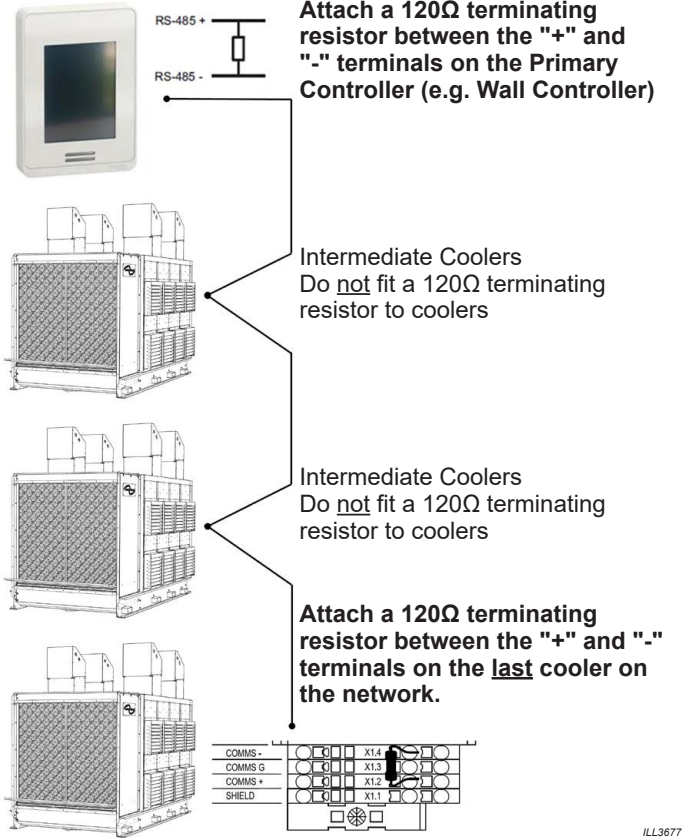 Attach a 120Ω terminating
resistor between the "+" and
"-" terminals on the Primary
Controller (e.g. Wall Controller)
RS-485 +
RS-485 -
Intermediate Coolers
Do not fit a 120Ω terminating
resistor to coolers
Intermediate Coolers
Do not fit a 120Ω terminating
resistor to coolers
Attach a 120Ω terminating
resistor between the "+" and "-"
terminals on the last cooler on
the network.
COMMS - X1.4
COMMS G X1.3
COMMS + X1.2
SHIELD X1.1
ILL3677